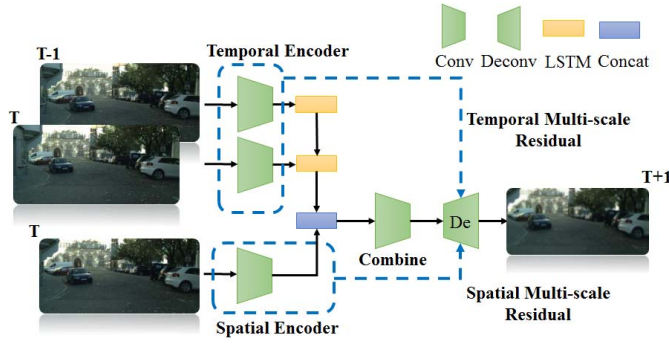 Temporal Encoder
Conv Deconv LSTM Concat
T-1
T
Temporal Multi-scale
Residual
T+1
De
T
Combine
Spatial Encoder
Spatial Multi-scale
Residual